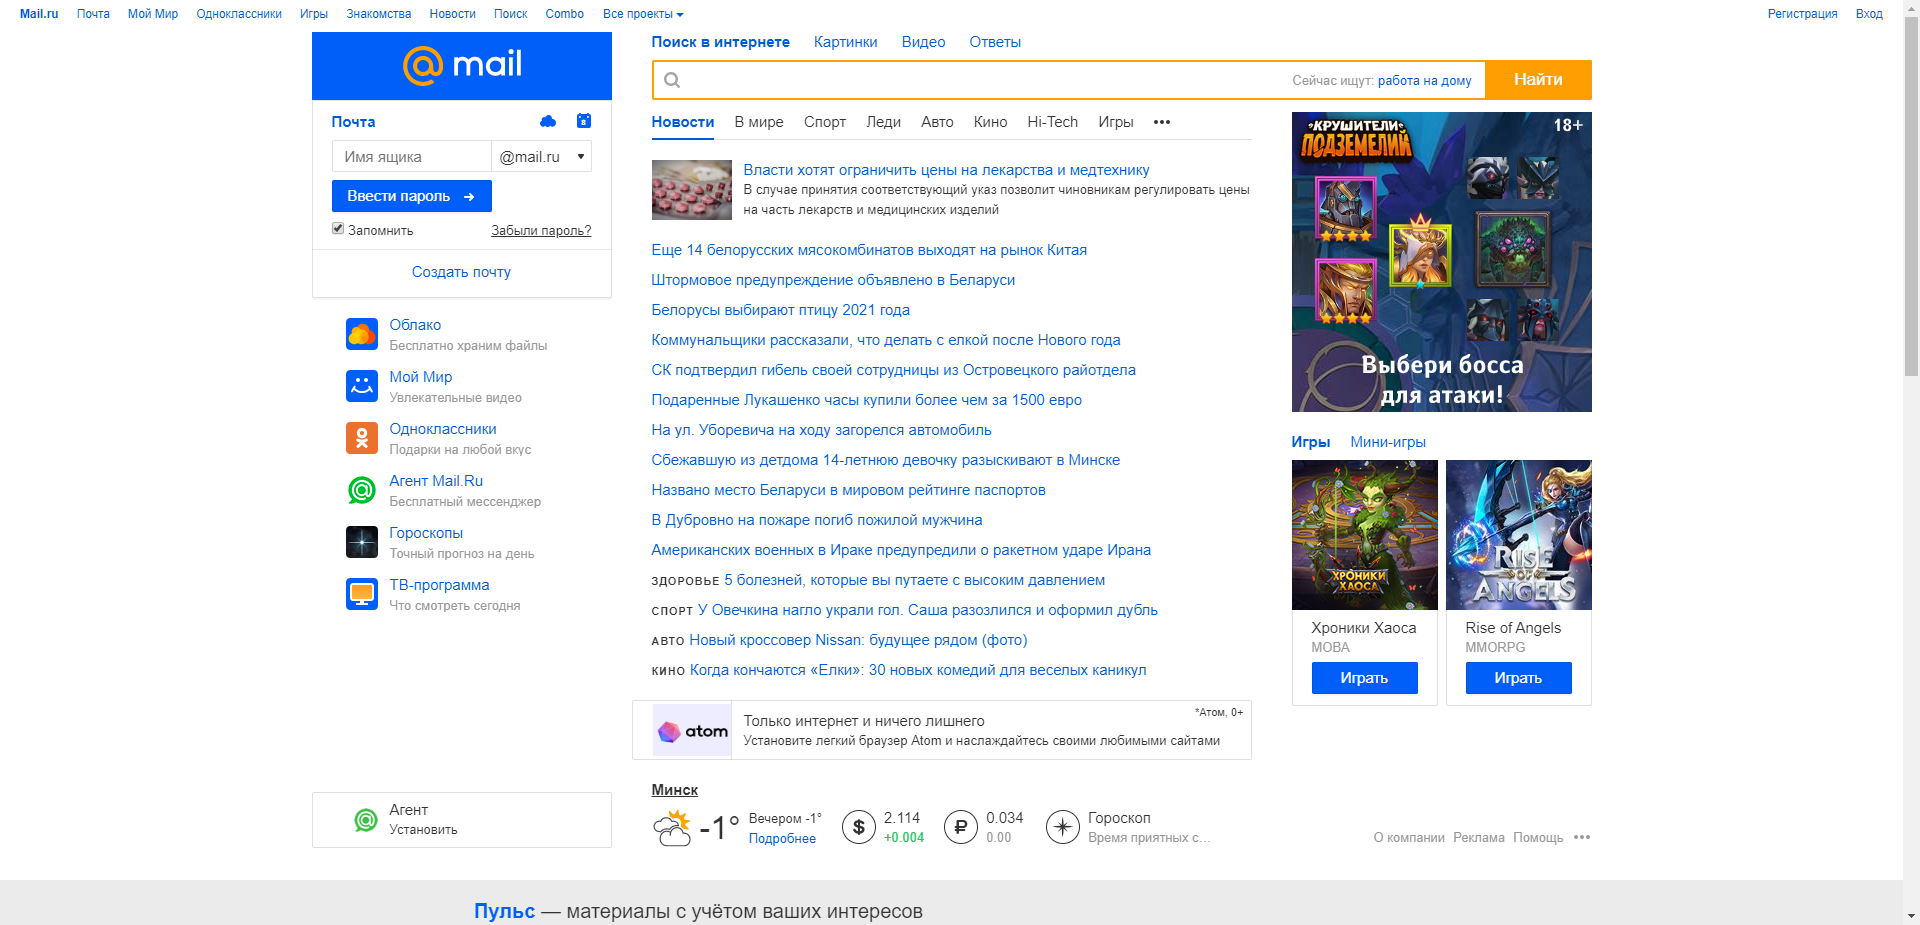 Mail.ru Почта Мой Мир Одноклассники Игры Знакомства Новости Поиск Combo Все проекты Регистрация Вход
mail
Почта
8
Имя ящика @mail.ru
Ввести пароль
Запомнить Забыли пароль?
Создать почту
Облако
Бесплатно храним файлы
Мой Мир
Увлекательные видео
Одноклассники
Подарки на любой вкус
Агент Mail.Ru
Бесплатный мессенджер
Гороскопы
Точный прогноз на день
ТВ-программа
Что смотреть сегодня
Агент
Установить
Поиск в интернете Картинки Видео Ответы
Сейчас ищут: работа на дому Найти
Новости В мире Спорт Леди Авто Кино Hi-Tech Игры •••
Власти хотят ограничить цены на лекарства и медтехнику
В случае принятия соответствующий указ позволит чиновникам регулировать цены
на часть лекарств и медицинских изделий
Еще 14 белорусских мясокомбинатов выходят на рынок Китая
Штормовое предупреждение объявлено в Беларуси
Белорусы выбирают птицу 2021 года
Коммунальщики рассказали, что делать с елкой после Нового года
СК подтвердил гибель своей сотрудницы из Островецкого райотдела
Подаренные Лукашенко часы купили более чем за 1500 евро
На ул. Уборевича на ходу загорелся автомобиль
Сбежавшую из детдома 14-летнюю девочку разыскивают в Минске
Названо место Беларуси в мировом рейтинге паспортов
В Дубровно на пожаре погиб пожилой мужчина
Американских военных в Ираке предупредили о ракетном ударе Ирана
ЗДОРОВЬЕ 5 болезней, которые вы путаете с высоким давлением
СПОРТ У Овечкина нагло украли гол. Саша разозлился и оформил дубль
АВТО Новый кроссовер Nissan: будущее рядом (фото)
КИНО Когда кончаются «Елки»: 30 новых комедий для веселых каникул
atom
Только интернет и ничего лишнего
*Атом, 0+
Установите легкий браузер Atom и наслаждайтесь своими любимыми сайтами
Минск
-1°
Вечером -1°
Подробнее
$ 2.114
+0.004
₽ 0.034
0.00
Гороскоп
Время приятных с...
КРУШИТЕЛИ
ПОДЗЕМЕЛИЙ
18+
Выбери босса
для атаки!
Игры Мини-игры
ХРОНИКИ
ХАОСА
RISE
OF
ANGELS
Хроники Хаоса
MOBA
Играть
Rise of Angels
MMORPG
Играть
О компании Реклама Помощь •••
Пульс — материалы с учётом ваших интересов